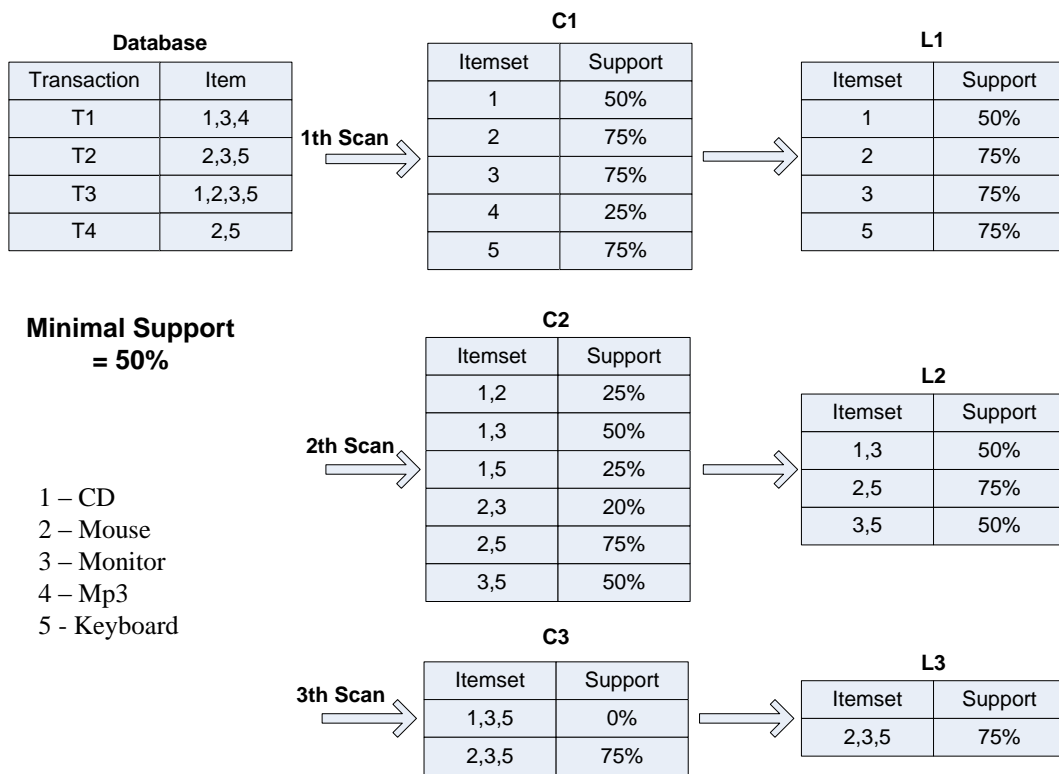 Database
Transaction Item
T1 1,3,4
T2 2,3,5
T3 1,2,3,5
T4 2,5
1th Scan
C1
Itemset Support
1 50%
2 75%
3 75%
4 25%
5 75%
L1
Itemset Support
1 50%
2 75%
3 75%
5 75%
Minimal Support
= 50%
1 – CD
2 – Mouse
3 – Monitor
4 – Mp3
5 - Keyboard
2th Scan
C2
Itemset Support
1,2 25%
1,3 50%
1,5 25%
2,3 20%
2,5 75%
3,5 50%
L2
Itemset Support
1,3 50%
2,5 75%
3,5 50%
3th Scan
C3
Itemset Support
1,3,5 0%
2,3,5 75%
L3
Itemset Support
2,3,5 75%